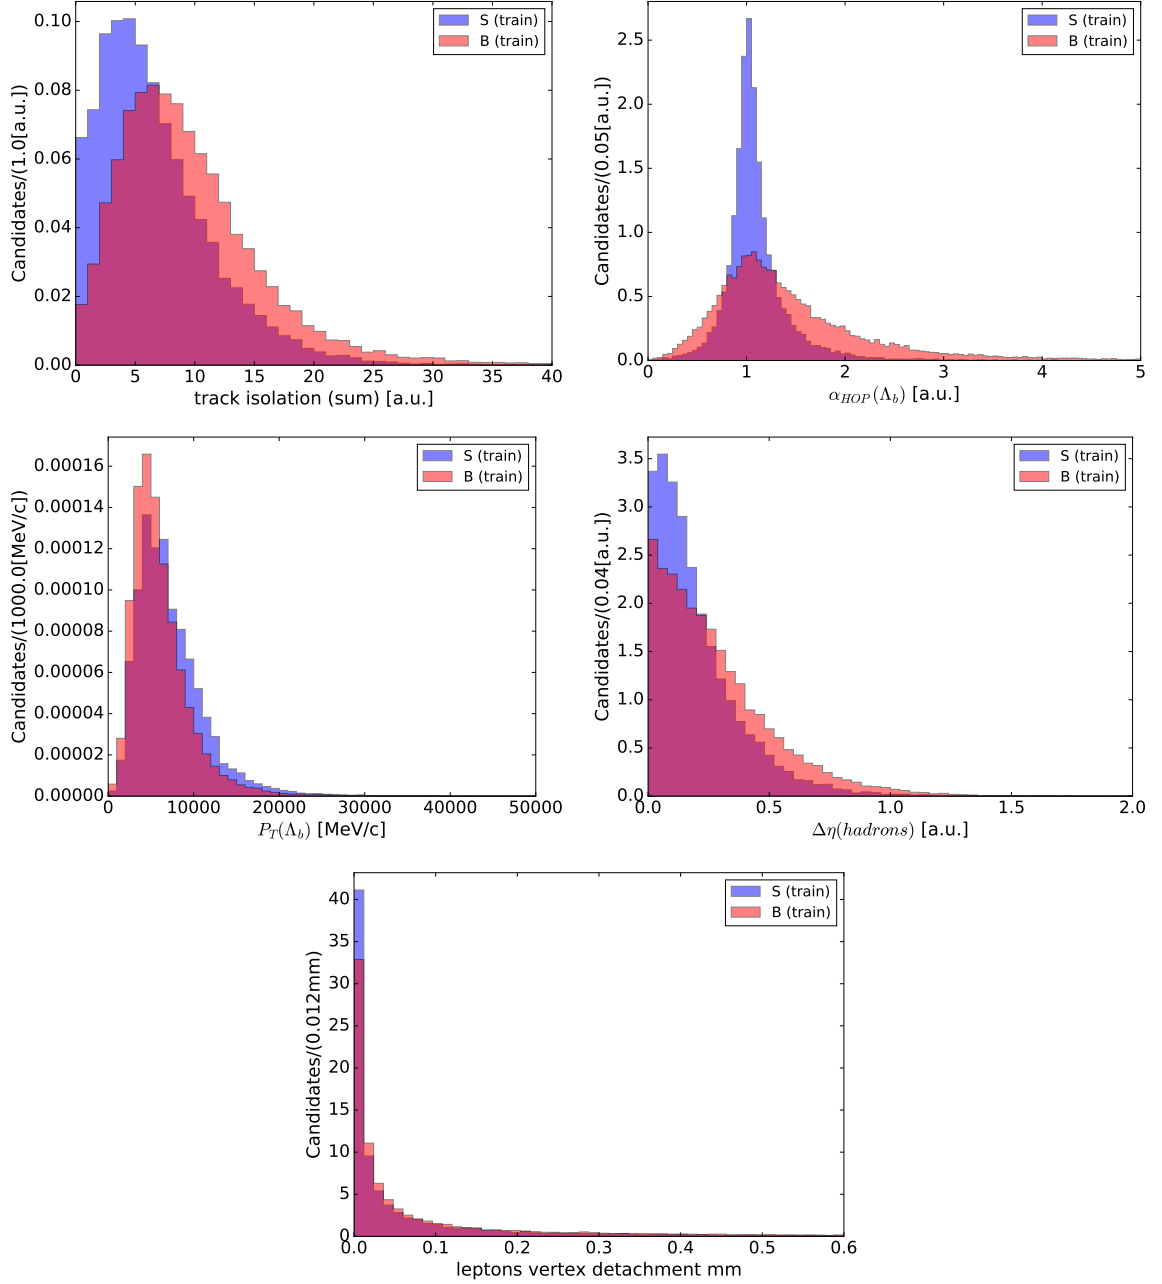 S (train)
B (train)
Candidates/(1.0[a.u.])
0.10
0.08
0.06
0.04
0.02
0.00
0 5 10 15 20 25 30 35 40
track isolation (sum) [a.u.]
S (train)
B (train)
Candidates/(0.05[a.u.])
2.5
2.0
1.5
1.0
0.5
0.0
0 1 2 3 4 5
α_{HOP}(Λ_b) [a.u.]
S (train)
B (train)
Candidates/(1000.0[MeV/c])
0.00016
0.00014
0.00012
0.00010
0.00008
0.00006
0.00004
0.00002
0.00000
0 10000 20000 30000 40000 50000
P_T(Λ_b) [MeV/c]
S (train)
B (train)
Candidates/(0.04[a.u.])
3.5
3.0
2.5
2.0
1.5
1.0
0.5
0.0
0.0 0.5 1.0 1.5 2.0
Δη(hadrons) [a.u.]
S (train)
B (train)
Candidates/(0.012mm)
40
35
30
25
20
15
10
5
0
0.0 0.1 0.2 0.3 0.4 0.5 0.6
leptons vertex detachment mm